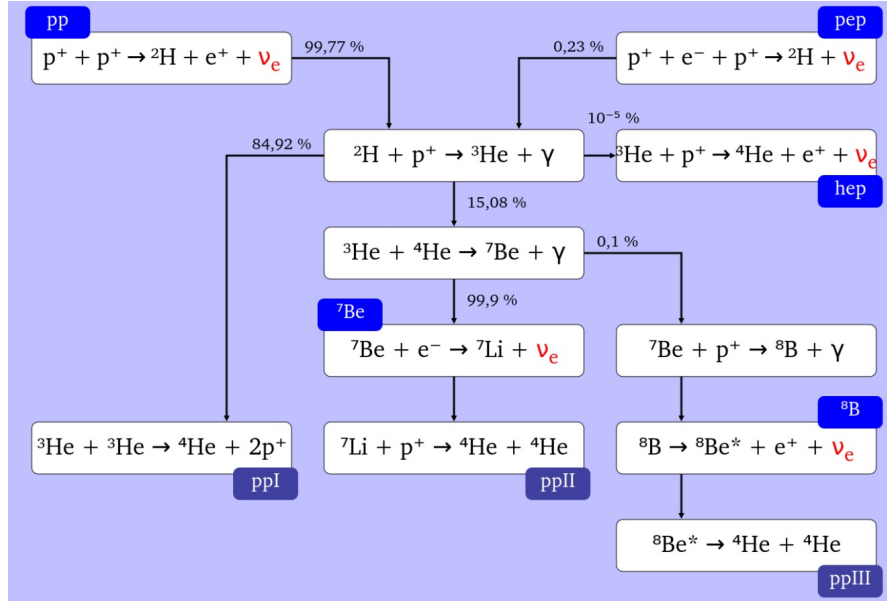 pp
pep
p⁺ + p⁺ → ²H + e⁺ + νₑ
99,77 %
0,23 %
p⁺ + e⁻ + p⁺ → ²H + νₑ
84,92 %
²H + p⁺ → ³He + γ
10⁻⁵ %
³He + p⁺ → ⁴He + e⁺ + νₑ
hep
15,08 %
³He + ⁴He → ⁷Be + γ
0,1 %
99,9 %
⁷Be
⁷Be + e⁻ → ⁷Li + νₑ
⁷Be + p⁺ → ⁸B + γ
⁸B
³He + ³He → ⁴He + 2p⁺
ppI
⁷Li + p⁺ → ⁴He + ⁴He
ppII
⁸B → ⁸Be* + e⁺ + νₑ
⁸Be* → ⁴He + ⁴He
ppIII